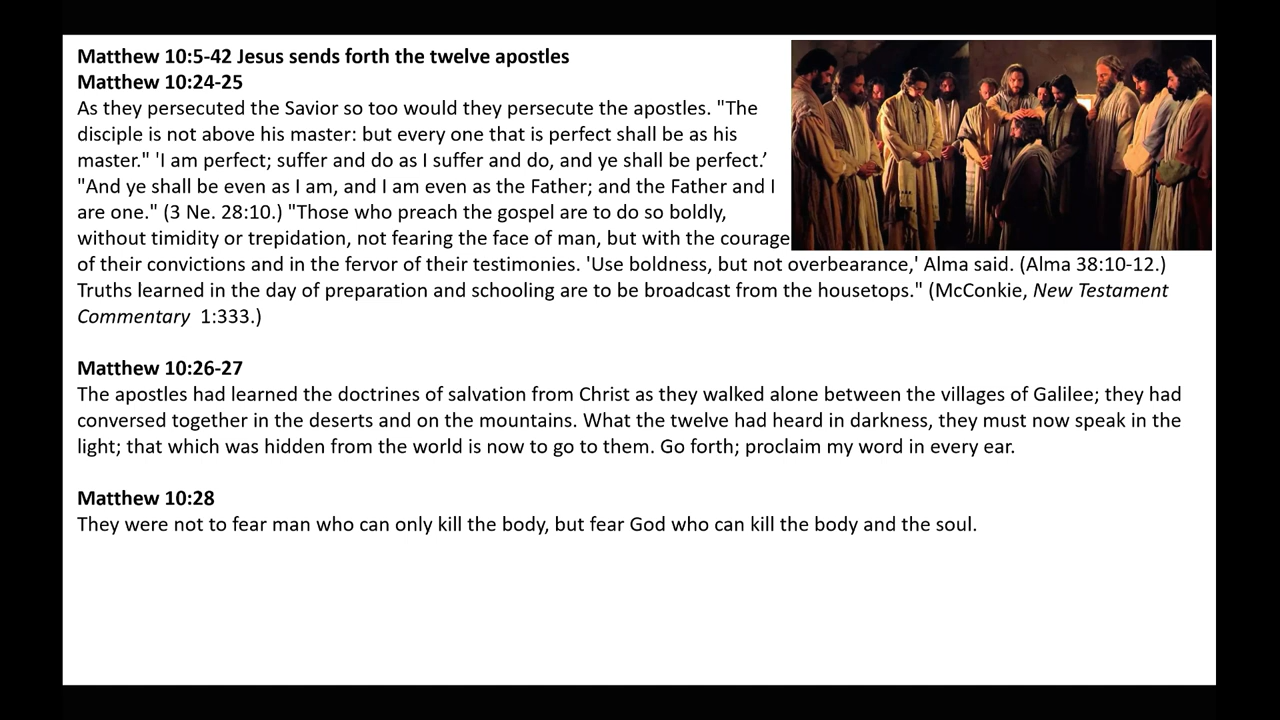 Matthew 10:5-42 Jesus sends forth the twelve apostles
Matthew 10:24-25
As they persecuted the Savior so too would they persecute the apostles. "The
disciple is not above his master: but every one that is perfect shall be as his
master." 'I am perfect; suffer and do as I suffer and do, and ye shall be perfect.’
"And ye shall be even as I am, and I am even as the Father; and the Father and I
are one." (3 Ne. 28:10.) "Those who preach the gospel are to do so boldly,
without timidity or trepidation, not fearing the face of man, but with the courage
of their convictions and in the fervor of their testimonies. 'Use boldness, but not overbearance,' Alma said. (Alma 38:10-12.)
Truths learned in the day of preparation and schooling are to be broadcast from the housetops." (McConkie, New Testament
Commentary 1:333.)
Matthew 10:26-27
The apostles had learned the doctrines of salvation from Christ as they walked alone between the villages of Galilee; they had
conversed together in the deserts and on the mountains. What the twelve had heard in darkness, they must now speak in the
light; that which was hidden from the world is now to go to them. Go forth; proclaim my word in every ear.
Matthew 10:28
They were not to fear man who can only kill the body, but fear God who can kill the body and the soul.